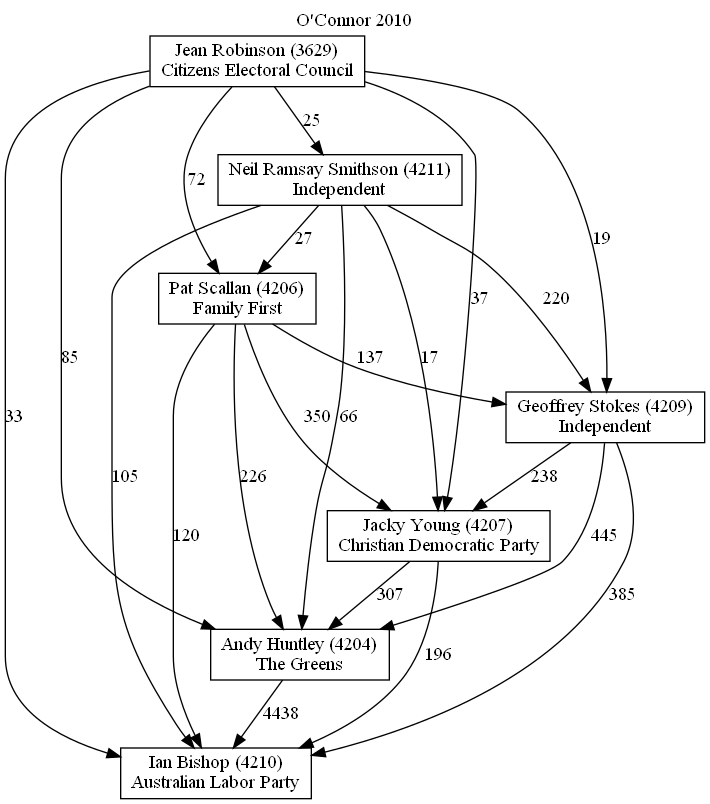 O'Connor 2010
Jean Robinson (3629)
Citizens Electoral Council
25
72
Neil Ramsay Smithson (4211)
Independent
27
19
Pat Scallan (4206)
Family First
37
220
85
137
17
33
350
66
Geoffrey Stokes (4209)
Independent
105
226
238
120
Jacky Young (4207)
Christian Democratic Party
445
307
385
Andy Huntley (4204)
The Greens
196
4438
Ian Bishop (4210)
Australian Labor Party